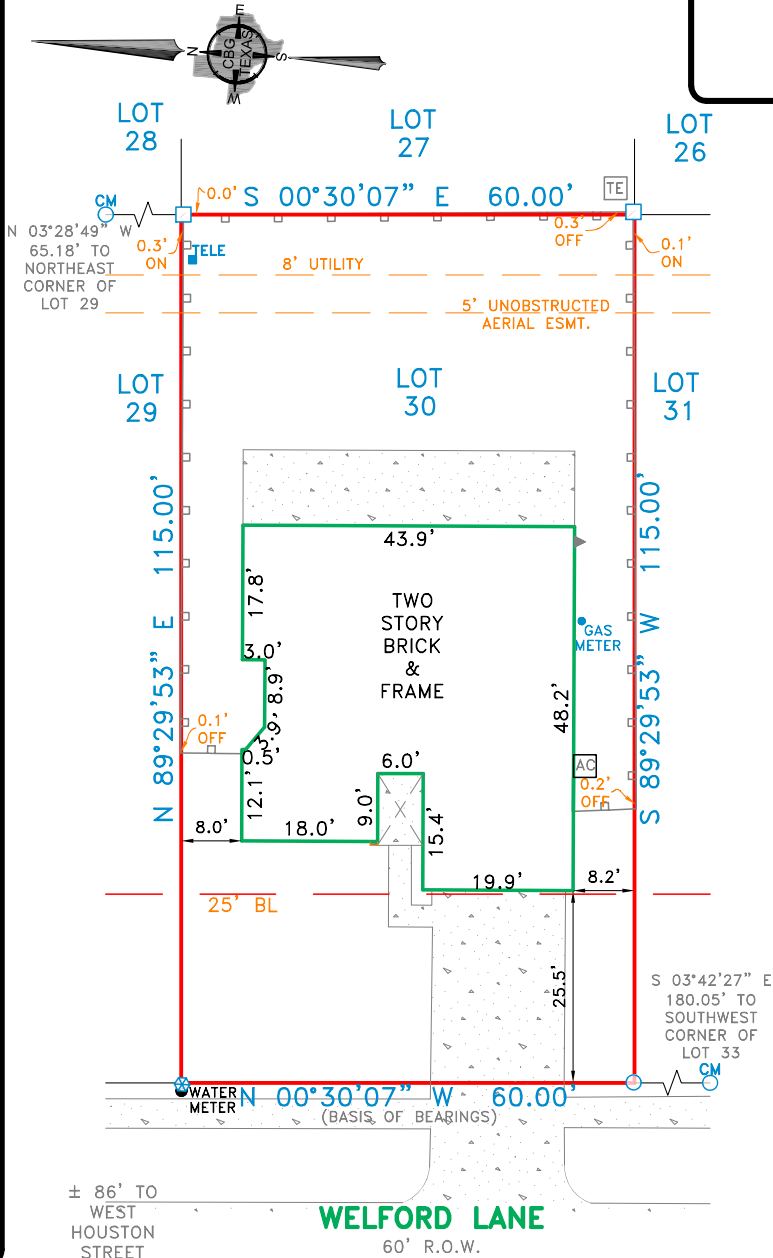 E
N
CBG
TEXAS
S
W
LOT
28
LOT
27
LOT
26
CM
0.0'
S 00°30'07" E 60.00'
TE
N 03°28'49" W
65.18' TO
NORTHEAST
CORNER OF
LOT 29
0.3'
ON
TELE
0.3'
OFF
0.1'
ON
8' UTILITY
5' UNOBSTRUCTED
AERIAL ESMT.
LOT
29
LOT
30
LOT
31
N 89°29'53" E 115.00'
S 89°29'53" W 115.00'
43.9'
17.8'
TWO
STORY
BRICK
&
FRAME
GAS
METER
3.0'
8.9'
3.9'
0.5'
48.2'
0.1'
OFF
12.1'
6.0'
9.0'
15.4'
AC
0.2'
OFF
8.0'
18.0'
19.9'
8.2'
25' BL
25.5'
S 03°42'27" E
180.05' TO
SOUTHWEST
CORNER OF
LOT 33
CM
WATER
METER
N 00°30'07" W 60.00'
(BASIS OF BEARINGS)
± 86' TO
WEST
HOUSTON
STREET
WELFORD LANE
60' R.O.W.